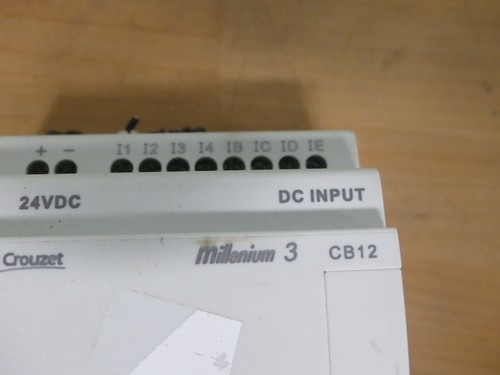 + − I1 I2 I3 I4 IB IC ID IE
24VDC DC INPUT
Crouzet Millenium 3 CB12